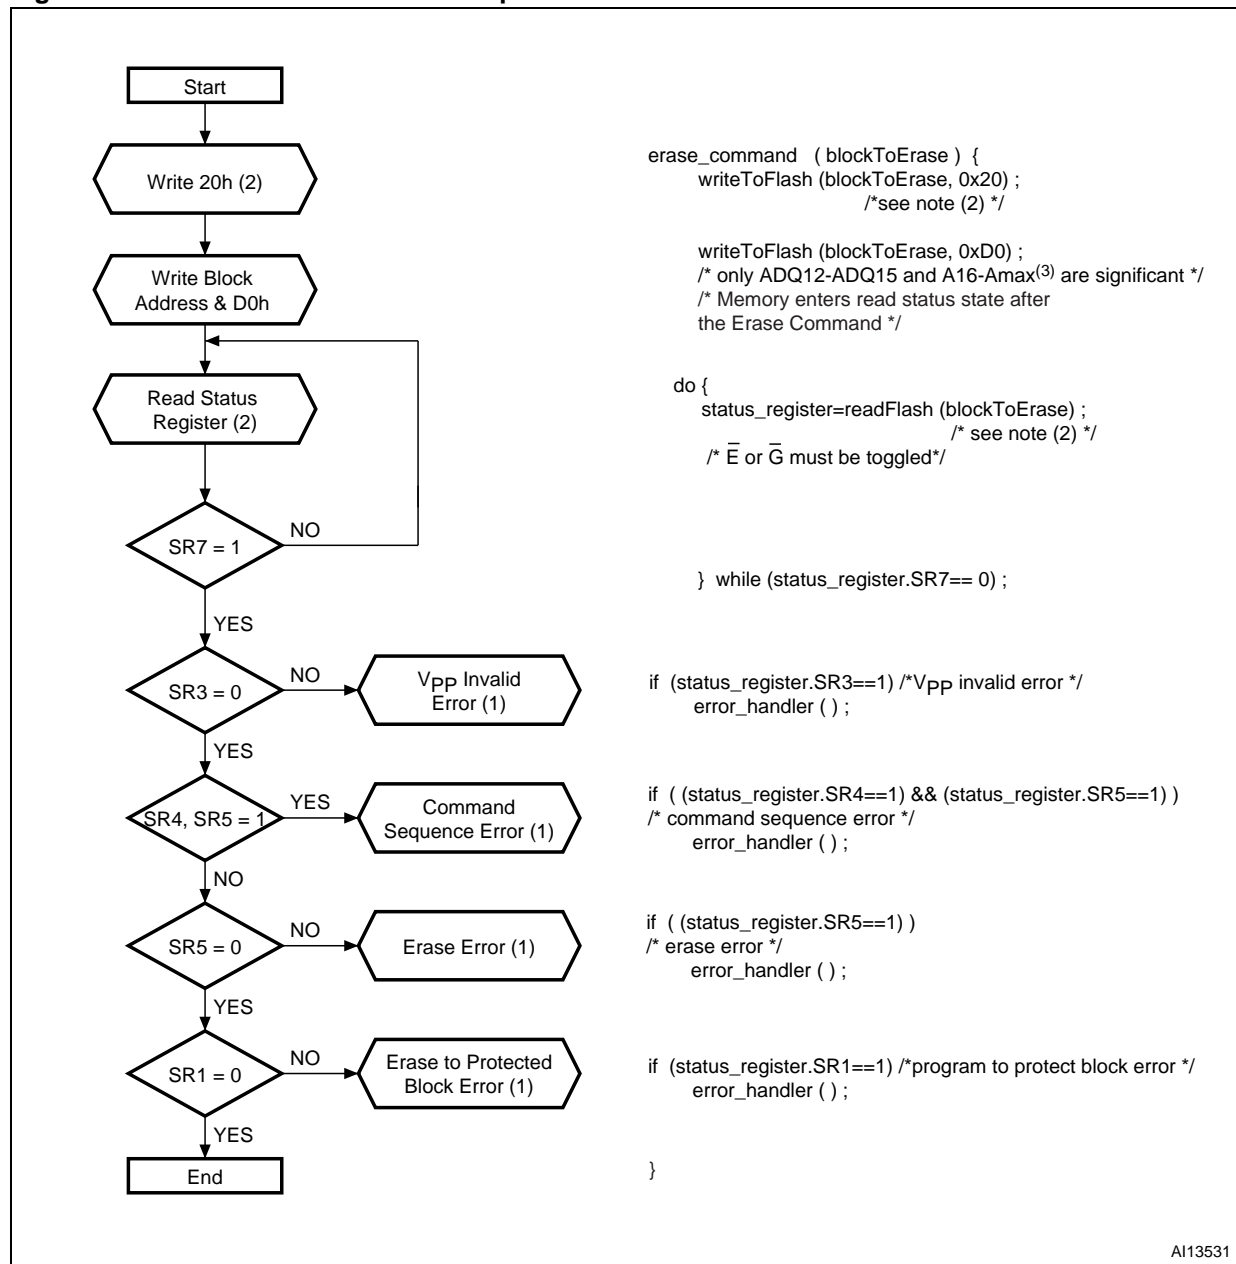 Start
Write 20h (2)
Write Block
Address & D0h
Read Status
Register (2)
SR7 = 1
NO
YES
SR3 = 0
NO
VPP Invalid
Error (1)
YES
SR4, SR5 = 1
YES
Command
Sequence Error (1)
NO
SR5 = 0
NO
Erase Error (1)
YES
SR1 = 0
NO
Erase to Protected
Block Error (1)
YES
End
erase_command ( blockToErase ) {
writeToFlash (blockToErase, 0x20) ;
/*see note (2) */
writeToFlash (blockToErase, 0xD0) ;
/* only ADQ12-ADQ15 and A16-Amax(3) are significant */
/* Memory enters read status state after
the Erase Command */
do {
status_register=readFlash (blockToErase) ;
/* see note (2) */
/* E̅ or G̅ must be toggled*/
} while (status_register.SR7== 0) ;
if (status_register.SR3==1) /*VPP invalid error */
error_handler ( ) ;
if ( (status_register.SR4==1) && (status_register.SR5==1) )
/* command sequence error */
error_handler ( ) ;
if ( (status_register.SR5==1) )
/* erase error */
error_handler ( ) ;
if (status_register.SR1==1) /*program to protect block error */
error_handler ( ) ;
}
AI13531